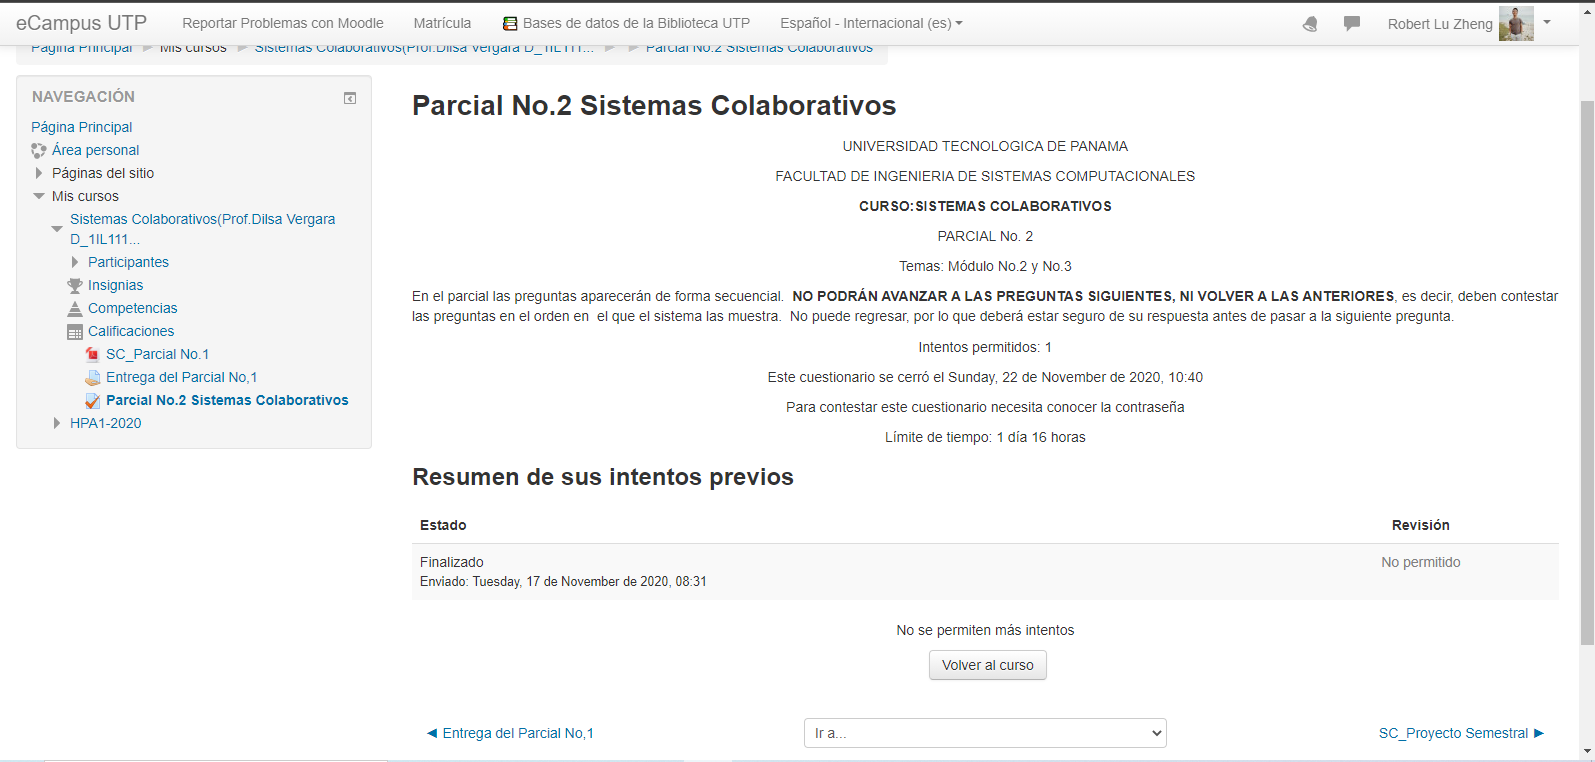 eCampus UTP Reportar Problemas con Moodle Matrícula Bases de datos de la Biblioteca UTP Español - Internacional (es) Robert Lu Zheng
Página Principal Mis cursos Sistemas Colaborativos(Prof.Dilsa Vergara D_1IL111... Parcial No.2 Sistemas Colaborativos
NAVEGACIÓN
Página Principal
Área personal
Páginas del sitio
Mis cursos
Sistemas Colaborativos(Prof.Dilsa Vergara
D_1IL111...
Participantes
Insignias
Competencias
Calificaciones
SC_Parcial No.1
Entrega del Parcial No,1
Parcial No.2 Sistemas Colaborativos
HPA1-2020
Parcial No.2 Sistemas Colaborativos
UNIVERSIDAD TECNOLOGICA DE PANAMA
FACULTAD DE INGENIERIA DE SISTEMAS COMPUTACIONALES
CURSO:SISTEMAS COLABORATIVOS
PARCIAL No. 2
Temas: Módulo No.2 y No.3
En el parcial las preguntas aparecerán de forma secuencial. NO PODRÁN AVANZAR A LAS PREGUNTAS SIGUIENTES, NI VOLVER A LAS ANTERIORES, es decir, deben contestar
las preguntas en el orden en el que el sistema las muestra. No puede regresar, por lo que deberá estar seguro de su respuesta antes de pasar a la siguiente pregunta.
Intentos permitidos: 1
Este cuestionario se cerró el Sunday, 22 de November de 2020, 10:40
Para contestar este cuestionario necesita conocer la contraseña
Límite de tiempo: 1 día 16 horas
Resumen de sus intentos previos
Estado Revisión
Finalizado No permitido
Enviado: Tuesday, 17 de November de 2020, 08:31
No se permiten más intentos
Volver al curso
◄ Entrega del Parcial No,1 Ir a... SC_Proyecto Semestral ►